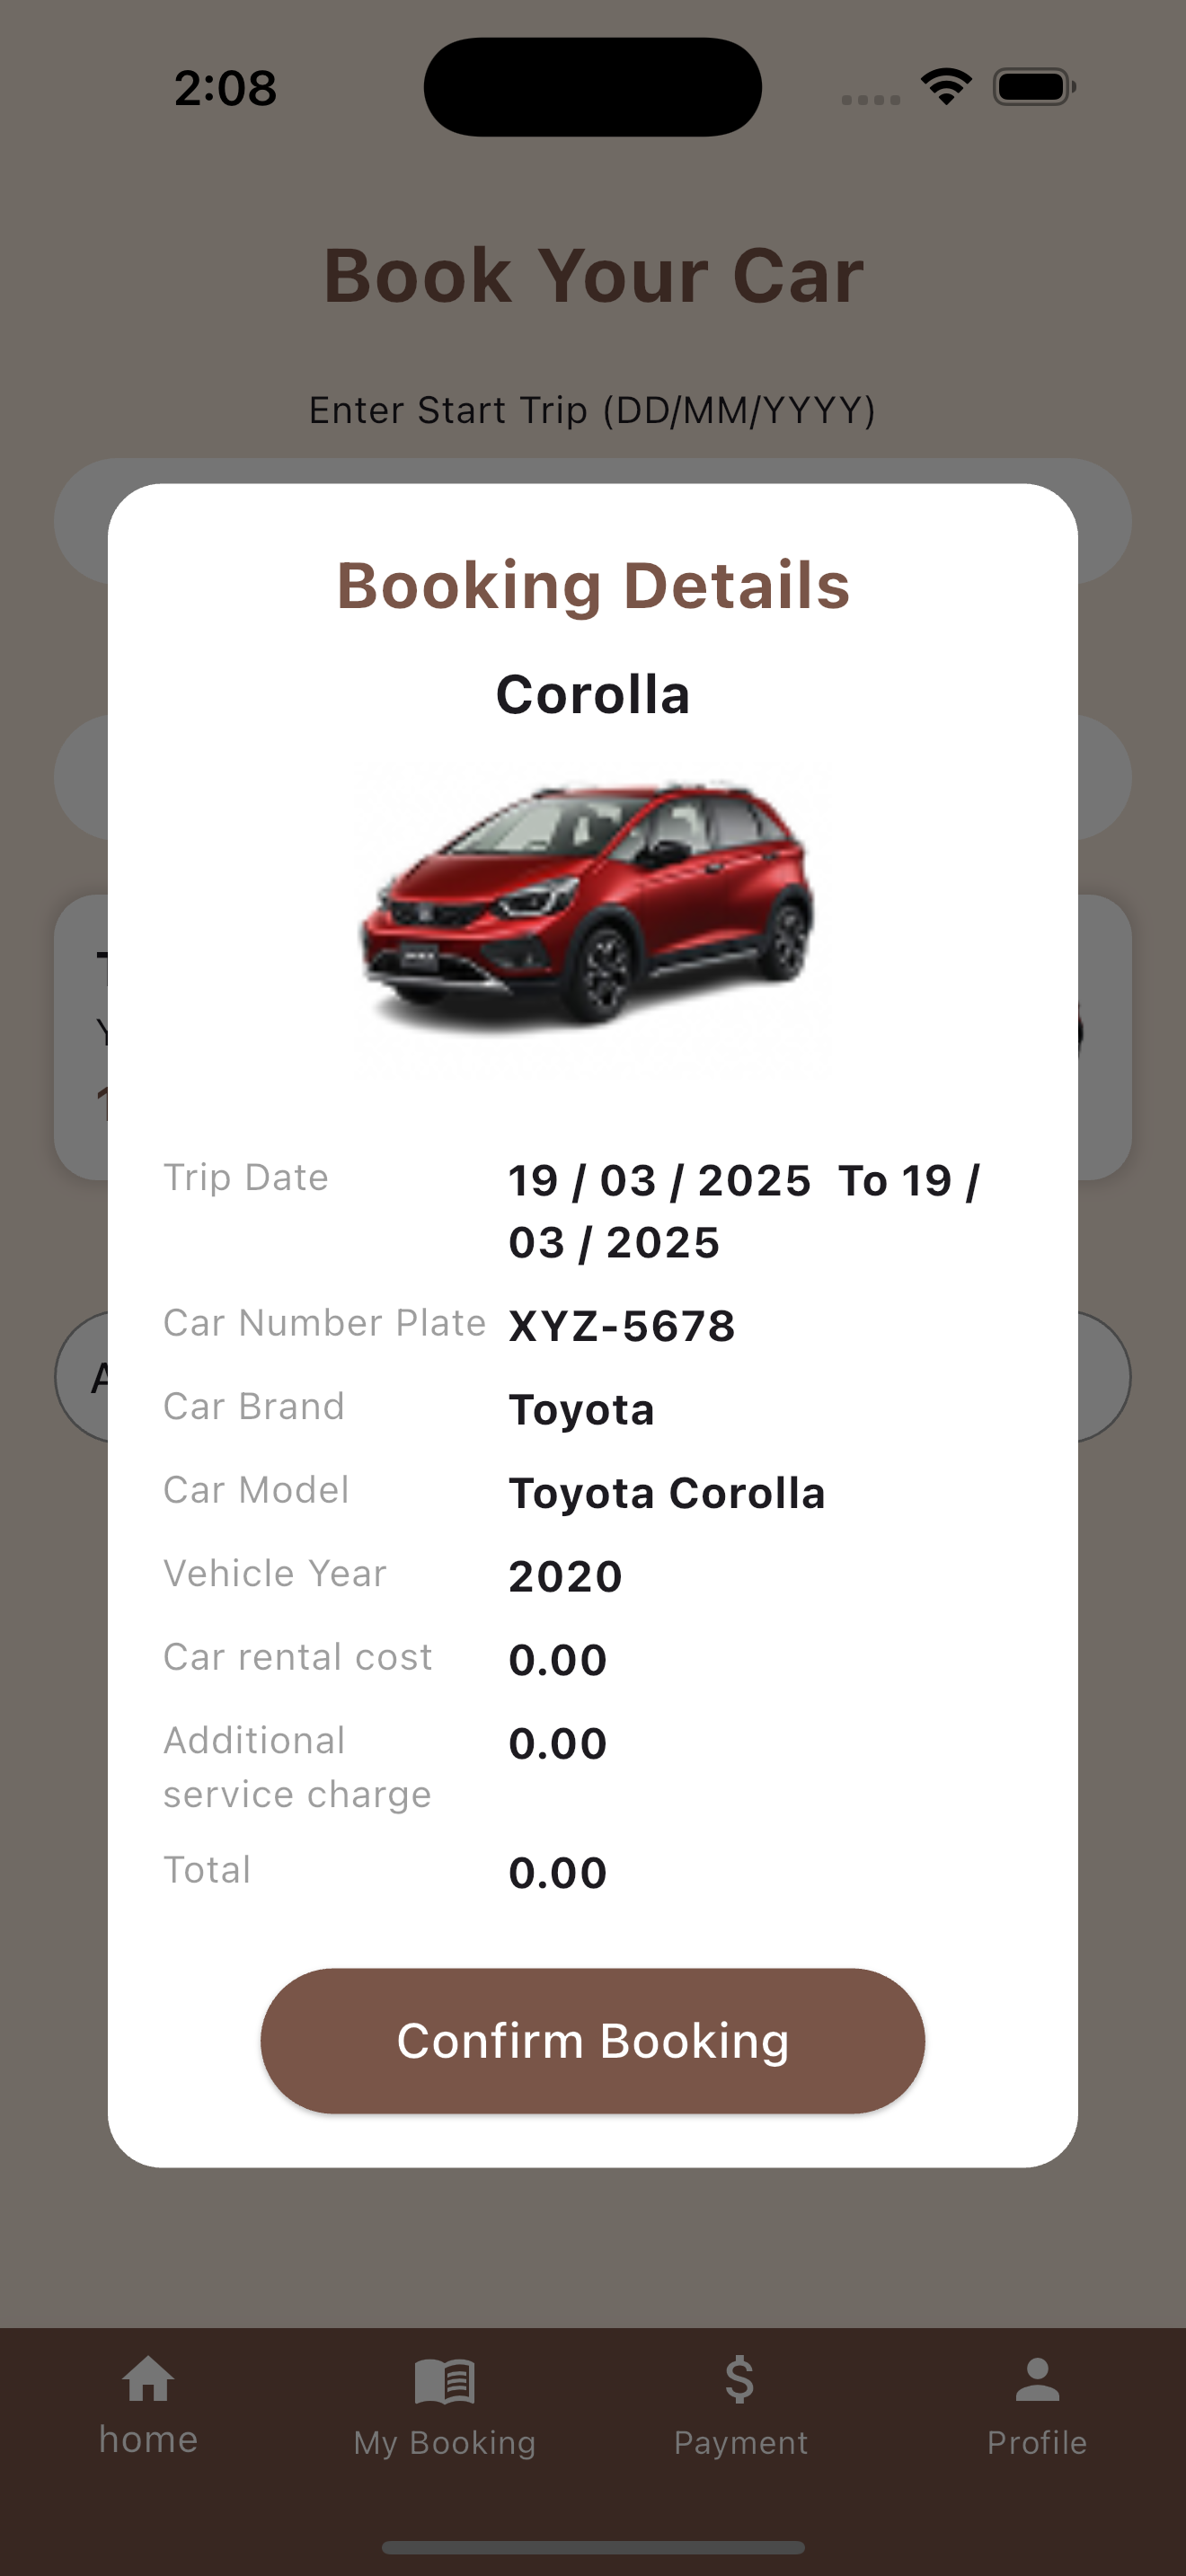 2:08
Book Your Car
Enter Start Trip (DD/MM/YYYY)
Booking Details
Corolla
Trip Date 19 / 03 / 2025 To 19 /
03 / 2025
Car Number Plate XYZ-5678
Car Brand Toyota
Car Model Toyota Corolla
Vehicle Year 2020
Car rental cost 0.00
Additional 0.00
service charge
Total 0.00
Confirm Booking
home My Booking Payment Profile